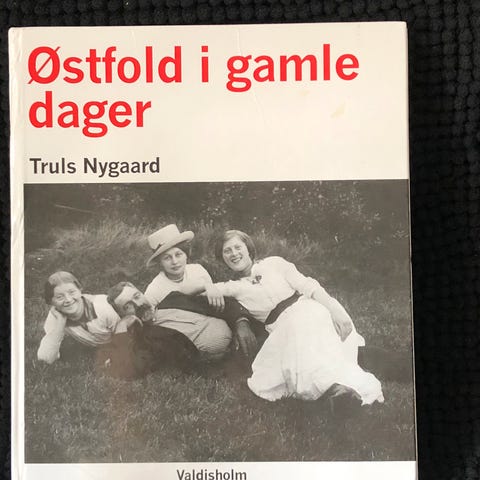 Østfold i gamle
dager
Truls Nygaard
Valdisholm